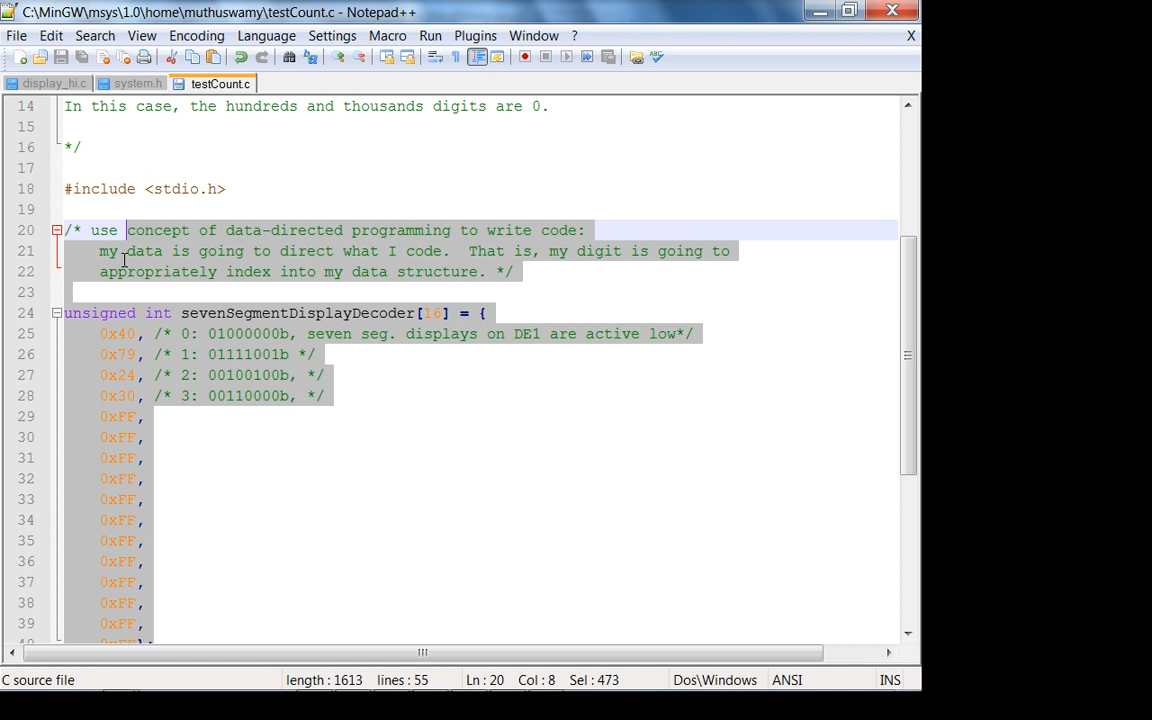 C:\MinGW\msys\1.0\home\muthuswamy\testCount.c - Notepad++
File Edit Search View Encoding Language Settings Macro Run Plugins Window ? X
display_hi.c system.h testCount.c
14 In this case, the hundreds and thousands digits are 0.
15
16 */
17
18 #include <stdio.h>
19
20 /* use concept of data-directed programming to write code:
21 my data is going to direct what I code. That is, my digit is going to
22 appropriately index into my data structure. */
23
24 unsigned int sevenSegmentDisplayDecoder[16] = {
25 0x40, /* 0: 01000000b, seven seg. displays on DE1 are active low*/
26 0x79, /* 1: 01111001b */
27 0x24, /* 2: 00100100b, */
28 0x30, /* 3: 00110000b, */
29 0xFF,
30 0xFF,
31 0xFF,
32 0xFF,
33 0xFF,
34 0xFF,
35 0xFF,
36 0xFF,
37 0xFF,
38 0xFF,
39 0xFF,
40 0xFF};
C source file length : 1613 lines : 55 Ln : 20 Col : 8 Sel : 473 Dos\Windows ANSI INS